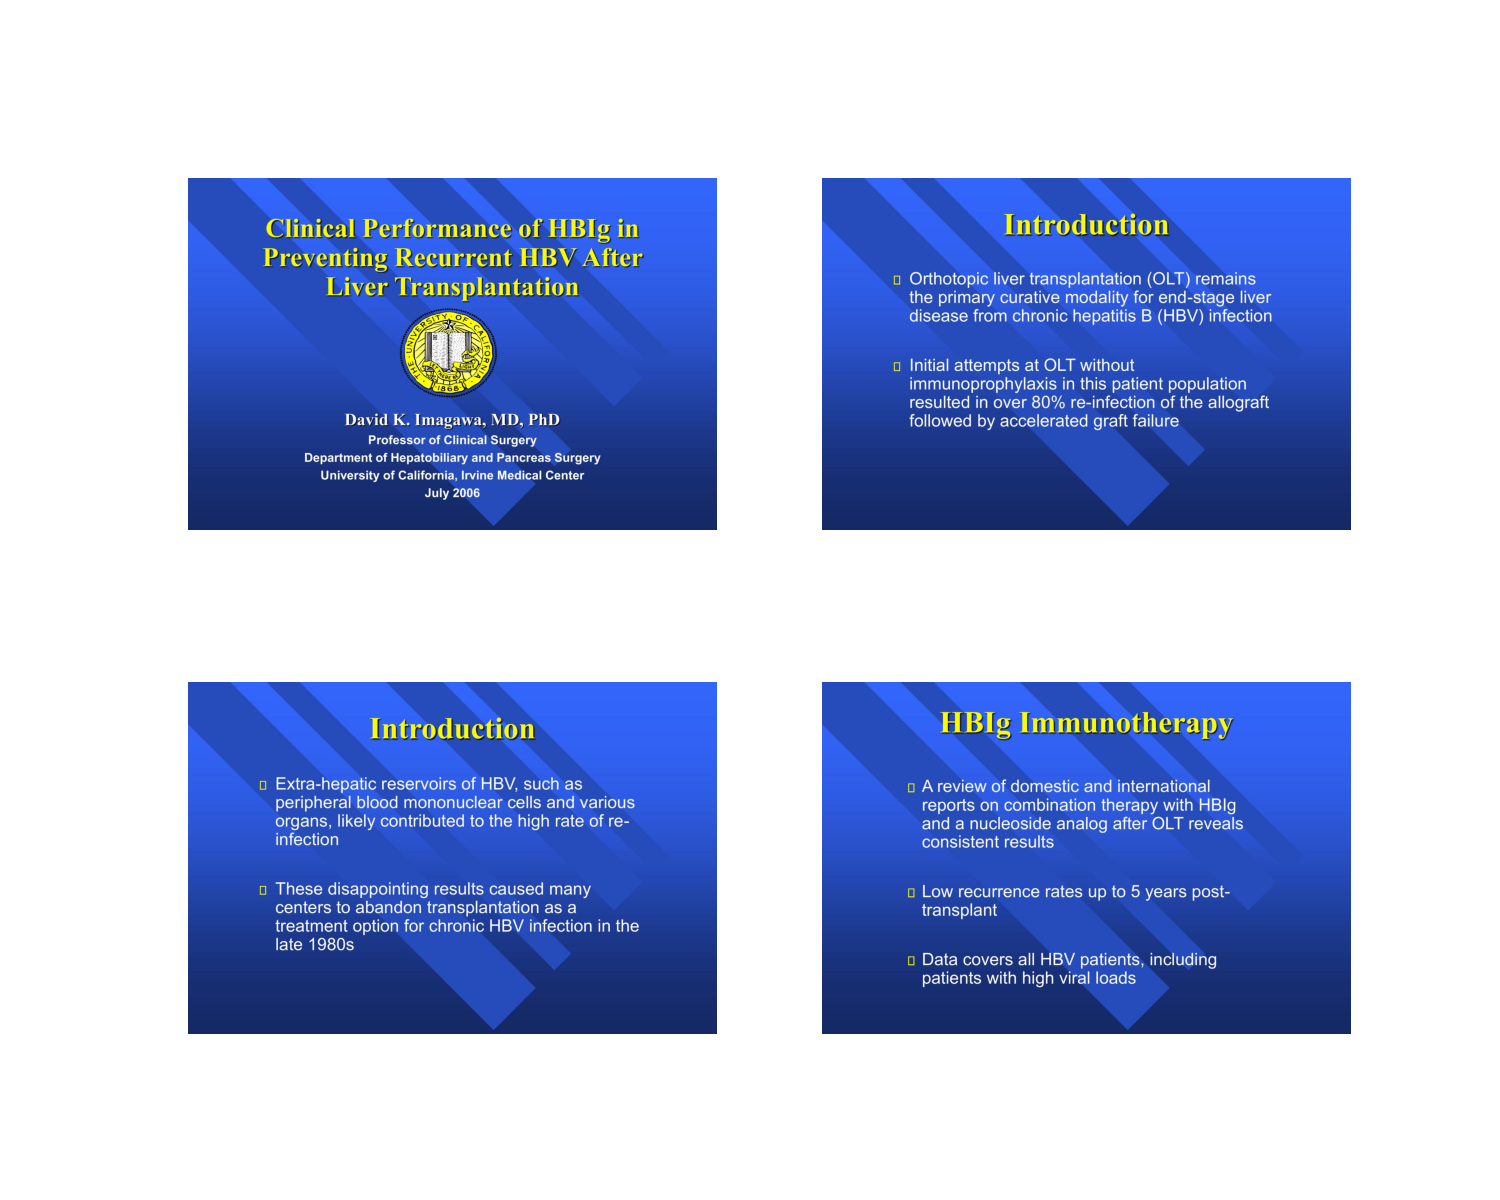 Clinical Performance of HBIg in
Preventing Recurrent HBV After
Liver Transplantation
THE UNIVERSITY OF CALIFORNIA
1868
David K. Imagawa, MD, PhD
Professor of Clinical Surgery
Department of Hepatobiliary and Pancreas Surgery
University of California, Irvine Medical Center
July 2006
Introduction
Orthotopic liver transplantation (OLT) remains
the primary curative modality for end-stage liver
disease from chronic hepatitis B (HBV) infection
Initial attempts at OLT without
immunoprophylaxis in this patient population
resulted in over 80% re-infection of the allograft
followed by accelerated graft failure
Introduction
Extra-hepatic reservoirs of HBV, such as
peripheral blood mononuclear cells and various
organs, likely contributed to the high rate of re-
infection
These disappointing results caused many
centers to abandon transplantation as a
treatment option for chronic HBV infection in the
late 1980s
HBIg Immunotherapy
A review of domestic and international
reports on combination therapy with HBIg
and a nucleoside analog after OLT reveals
consistent results
Low recurrence rates up to 5 years post-
transplant
Data covers all HBV patients, including
patients with high viral loads